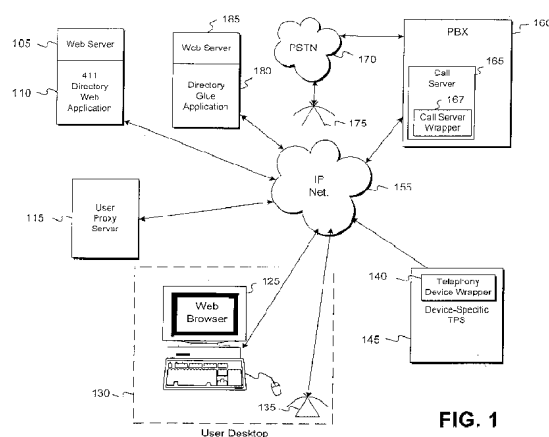 185
105
Web Server
Web Server
PSTN
170
PBX
160
110
411
Directory
Web
Application
180
Directory
Glue
Application
175
Call
Server
165
167
Call Server
Wrapper
IP
Net.
155
115
User
Proxy
Server
125
Web
Browser
140
Telephony
Device Wrapper
Device-Specific
TPS
145
130
135
User Desktop
FIG. 1